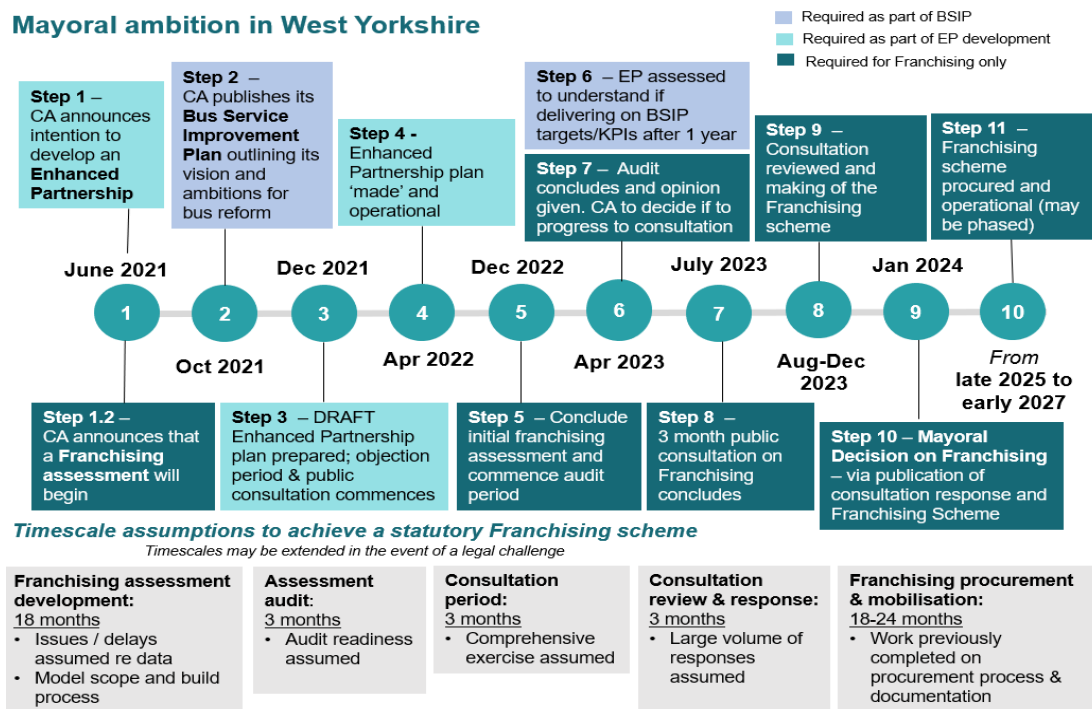 Mayoral ambition in West Yorkshire
Required as part of BSIP
Required as part of EP development
Required for Franchising only
Step 1 –
CA announces
intention to
develop an
Enhanced
Partnership
Step 2 –
CA publishes its
Bus Service
Improvement
Plan outlining its
vision and
ambitions for
bus reform
Step 4 -
Enhanced
Partnership plan
‘made’ and
operational
Step 6 – EP assessed
to understand if
delivering on BSIP
targets/KPIs after 1 year
Step 7 – Audit
concludes and opinion
given. CA to decide if to
progress to consultation
Step 9 –
Consultation
reviewed and
making of the
Franchising
scheme
Step 11 –
Franchising
scheme
procured and
operational (may
be phased)
June 2021
Dec 2021
Dec 2022
July 2023
Jan 2024
1
2
3
4
5
6
7
8
9
10
Oct 2021
Apr 2022
Apr 2023
Aug-Dec
2023
From
late 2025 to
early 2027
Step 1.2 –
CA announces that
a Franchising
assessment will
begin
Step 3 – DRAFT
Enhanced Partnership
plan prepared; objection
period & public
consultation commences
Step 5 – Conclude
initial franchising
assessment and
commence audit
period
Step 8 –
3 month public
consultation on
Franchising
concludes
Step 10 – Mayoral
Decision on Franchising
– via publication of
consultation response and
Franchising Scheme
Timescale assumptions to achieve a statutory Franchising scheme
Timescales may be extended in the event of a legal challenge
Franchising assessment
development:
18 months
• Issues / delays
assumed re data
• Model scope and build
process
Assessment
audit:
3 months
• Audit readiness
assumed
Consultation
period:
3 months
• Comprehensive
exercise assumed
Consultation
review & response:
3 months
• Large volume of
responses
assumed
Franchising procurement
& mobilisation:
18-24 months
• Work previously
completed on
procurement process &
documentation